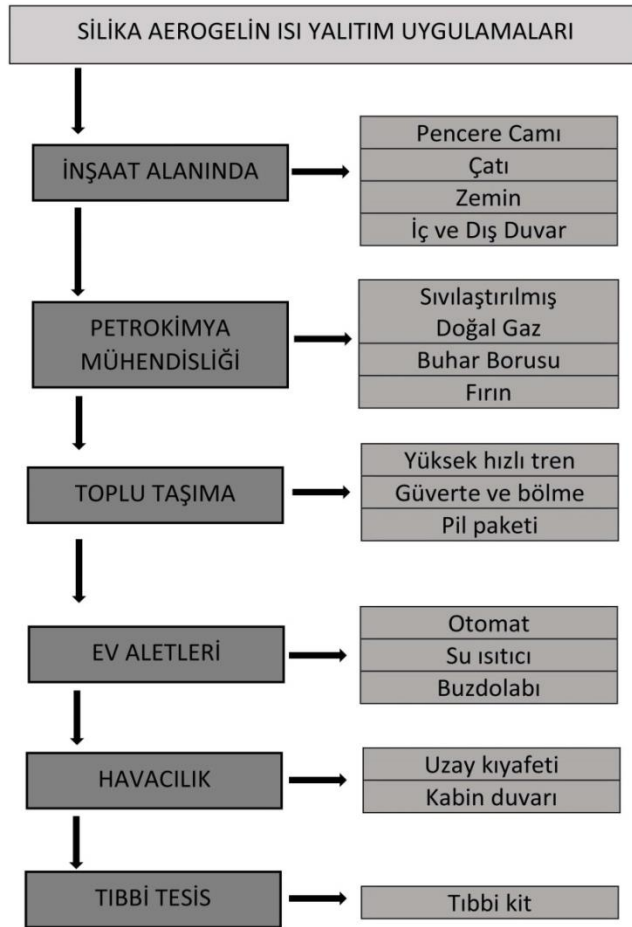 SİLİKA AEROGELİN ISI YALITIM UYGULAMALARI
İNŞAAT ALANINDA
Pencere Camı
Çatı
Zemin
İç ve Dış Duvar
PETROKİMYA
MÜHENDİSLİĞİ
Sıvılaştırılmış
Doğal Gaz
Buhar Borusu
Fırın
TOPLU TAŞIMA
Yüksek hızlı tren
Güverte ve bölme
Pil paketi
EV ALETLERİ
Otomat
Su ısıtıcı
Buzdolabı
HAVACILIK
Uzay kıyafeti
Kabin duvarı
TIBBİ TESİS
Tıbbi kit